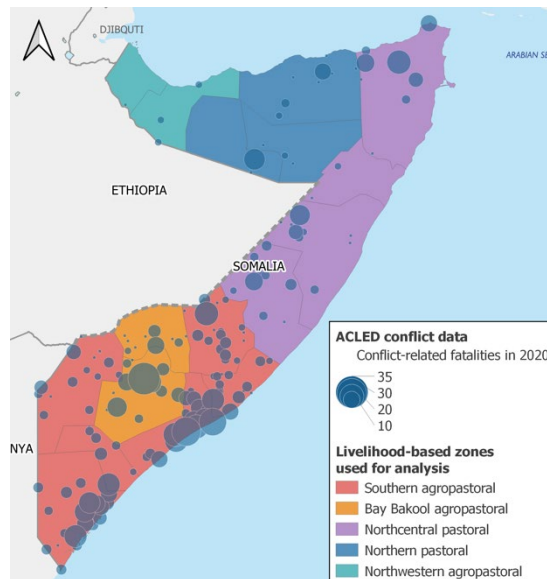 DJIBOUTI
ARABIAN SE
ETHIOPIA
SOMALIA
NYA
ACLED conflict data
Conflict-related fatalities in 2020
35
30
20
10
Livelihood-based zones
used for analysis
Southern agropastoral
Bay Bakool agropastoral
Northcentral pastoral
Northern pastoral
Northwestern agropastoral